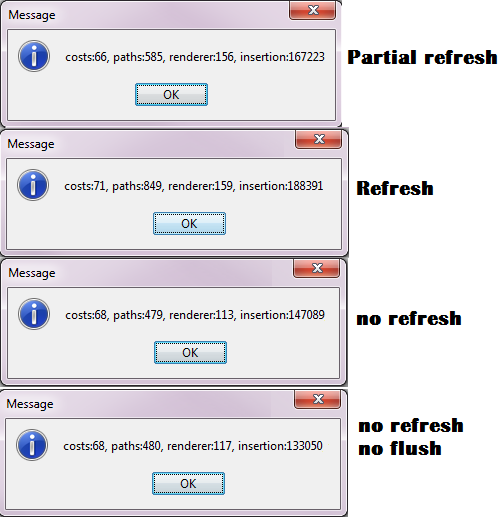 Message
costs:66, paths:585, renderer:156, insertion:167223
OK
Partial refresh
Message
costs:71, paths:849, renderer:159, insertion:188391
OK
Refresh
Message
costs:68, paths:479, renderer:113, insertion:147089
OK
no refresh
Message
costs:68, paths:480, renderer:117, insertion:133050
OK
no refresh
no flush